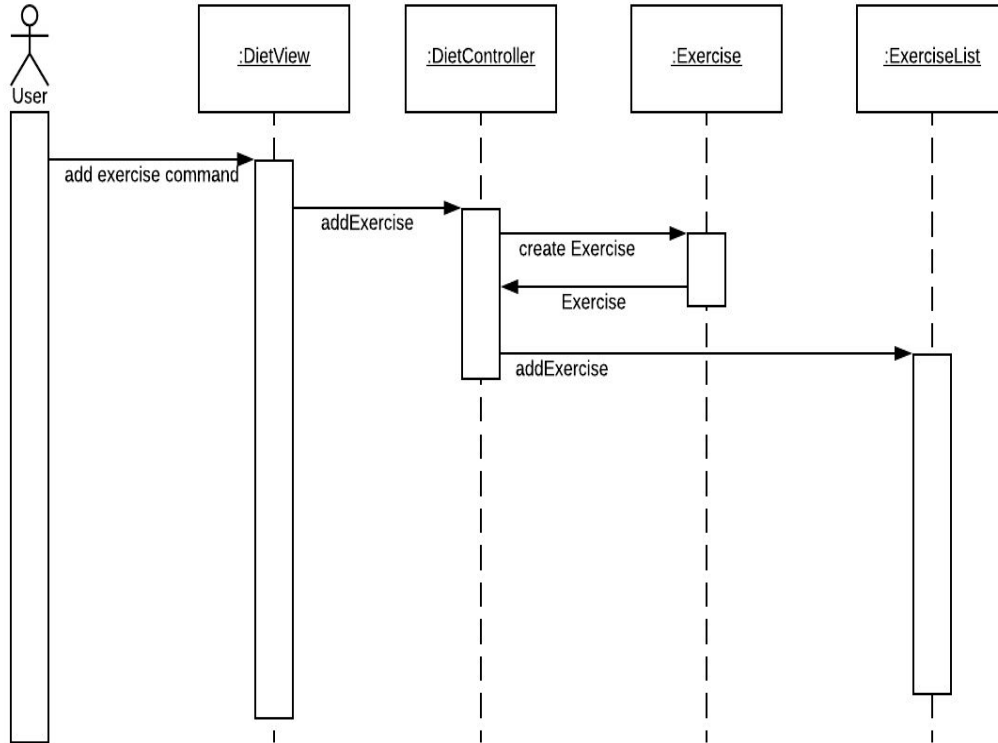 :DietView
:DietController
:Exercise
:ExerciseList
User
add exercise command
addExercise
create Exercise
Exercise
addExercise